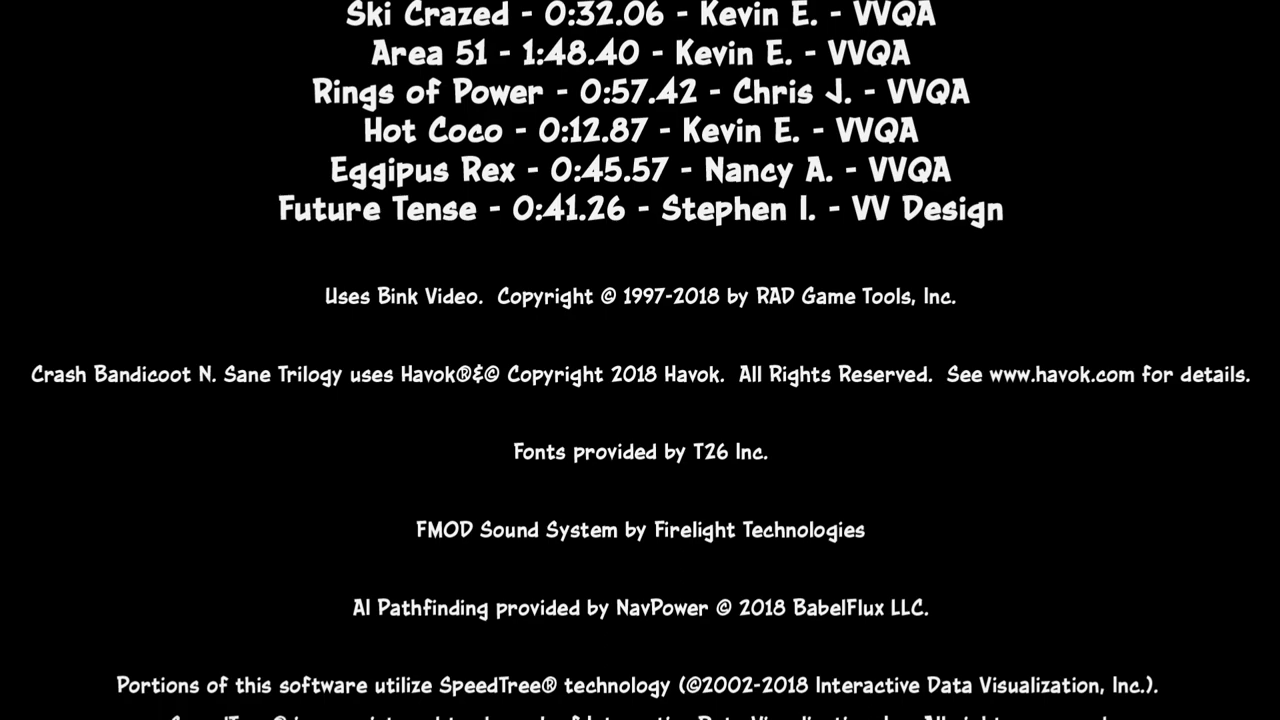 Ski Crazed - 0:32.06 - Kevin E. - VVQA
Area 51 - 1:48.40 - Kevin E. - VVQA
Rings of Power - 0:57.42 - Chris J. - VVQA
Hot Coco - 0:12.87 - Kevin E. - VVQA
Eggipus Rex - 0:45.57 - Nancy A. - VVQA
Future Tense - 0:41.26 - Stephen I. - VV Design
Uses Bink Video.  Copyright © 1997-2018 by RAD Game Tools, Inc.
Crash Bandicoot N. Sane Trilogy uses Havok®&© Copyright 2018 Havok.  All Rights Reserved.  See www.havok.com for details.
Fonts provided by T26 Inc.
FMOD Sound System by Firelight Technologies
AI Pathfinding provided by NavPower © 2018 BabelFlux LLC.
Portions of this software utilize SpeedTree® technology (©2002-2018 Interactive Data Visualization, Inc.).